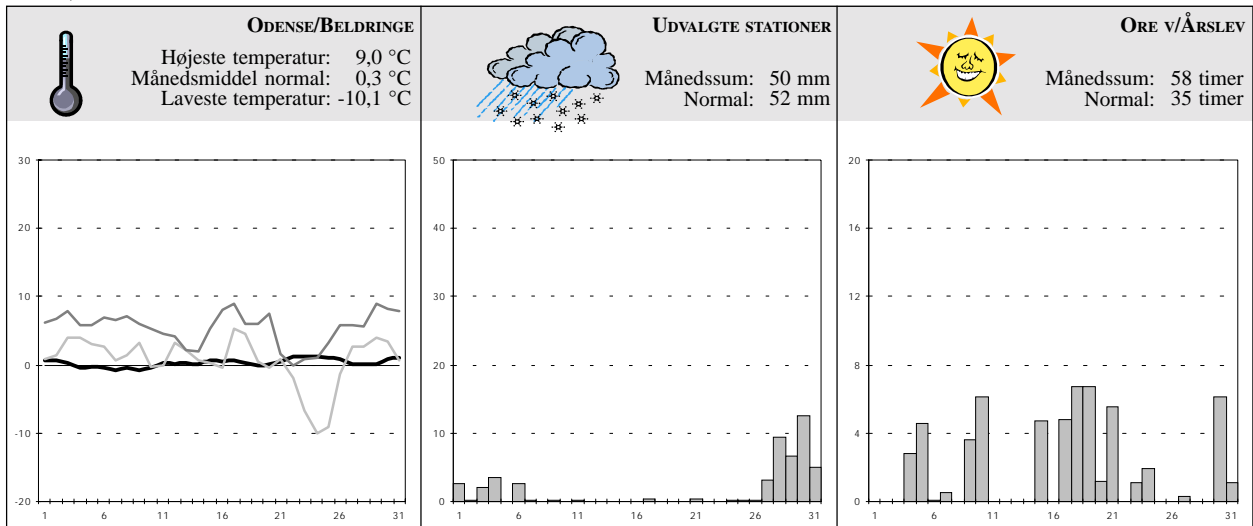 ODENSE/BELDRINGE
Højeste temperatur: 9,0 °C
Månedsmiddel normal: 0,3 °C
Laveste temperatur: -10,1 °C
30
20
10
0
-10
-20
1 6 11 16 21 26 31
UDVALGTE STATIONER
Månedssum: 50 mm
Normal: 52 mm
50
40
30
20
10
0
1 6 11 16 21 26 31
ORE V/ÅRSLEV
Månedssum: 58 timer
Normal: 35 timer
20
16
12
8
4
0
1 6 11 16 21 26 31